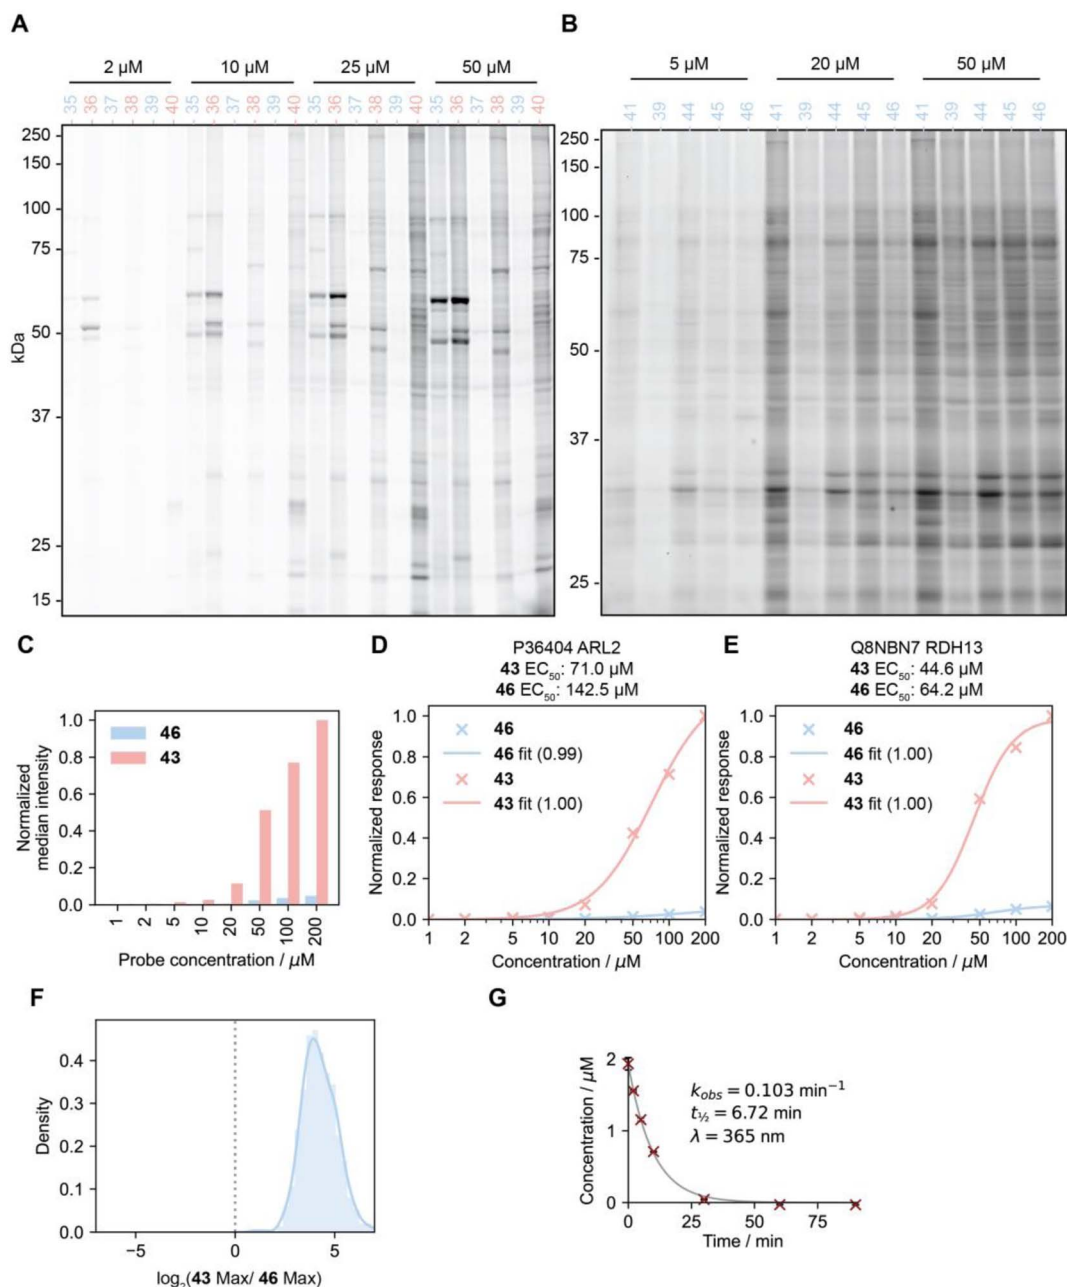 A
2 µM 10 µM 25 µM 50 µM
35 36 37 38 39 40 35 36 37 38 39 40 35 36 37 38 39 40 35 36 37 38 39 40
250
150
100
75
50
37
25
15
kDa
B
5 µM 20 µM 50 µM
41 39 44 45 46 41 39 44 45 46 41 39 44 45 46
250
150
100
75
50
37
25
C
46
43
1.0
0.8
0.6
0.4
0.2
0.0
Normalized
median intensity
1 2 5 10 20 50 100 200
Probe concentration / µM
D
P36404 ARL2
43 EC50: 71.0 µM
46 EC50: 142.5 µM
46
46 fit (0.99)
43
43 fit (1.00)
1.0
0.8
0.6
0.4
0.2
0.0
Normalized response
1 2 5 10 20 50 100 200
Concentration / µM
E
Q8NBN7 RDH13
43 EC50: 44.6 µM
46 EC50: 64.2 µM
46
46 fit (1.00)
43
43 fit (1.00)
1.0
0.8
0.6
0.4
0.2
0.0
Normalized response
1 2 5 10 20 50 100 200
Concentration / µM
F
0.4
0.3
0.2
0.1
0.0
Density
−5 0 5
log2(43 Max/ 46 Max)
G
2
1
0
Concentration / µM
kobs = 0.103 min−1
t½ = 6.72 min
λ = 365 nm
0 25 50 75
Time / min